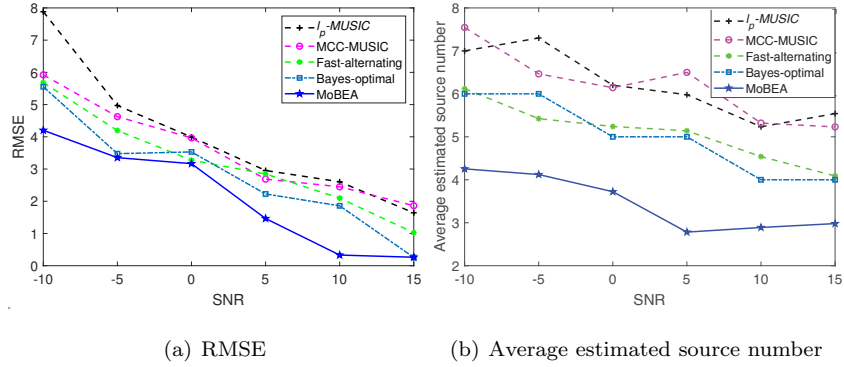 8
7
6
5
4
3
2
1
0
RMSE
-10
-5
0
5
10
15
SNR
l_p-MUSIC
MCC-MUSIC
Fast-alternating
Bayes-optimal
MoBEA
8
7
6
5
4
3
2
Average estimated source number
-10
-5
0
5
10
15
SNR
l_p-MUSIC
MCC-MUSIC
Fast-alternating
Bayes-optimal
MoBEA
(a) RMSE
(b) Average estimated source number